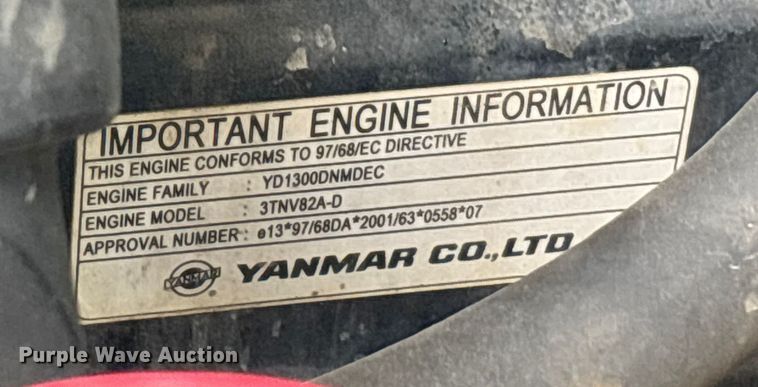 IMPORTANT ENGINE INFORMATION
THIS ENGINE CONFORMS TO 97/68/EC DIRECTIVE
ENGINE FAMILY : YD1300DNMDEC
ENGINE MODEL : 3TNV82A-D
APPROVAL NUMBER : e13*97/68DA*2001/63*0558*07
YANMAR ® YANMAR CO.,LTD
Purple Wave Auction